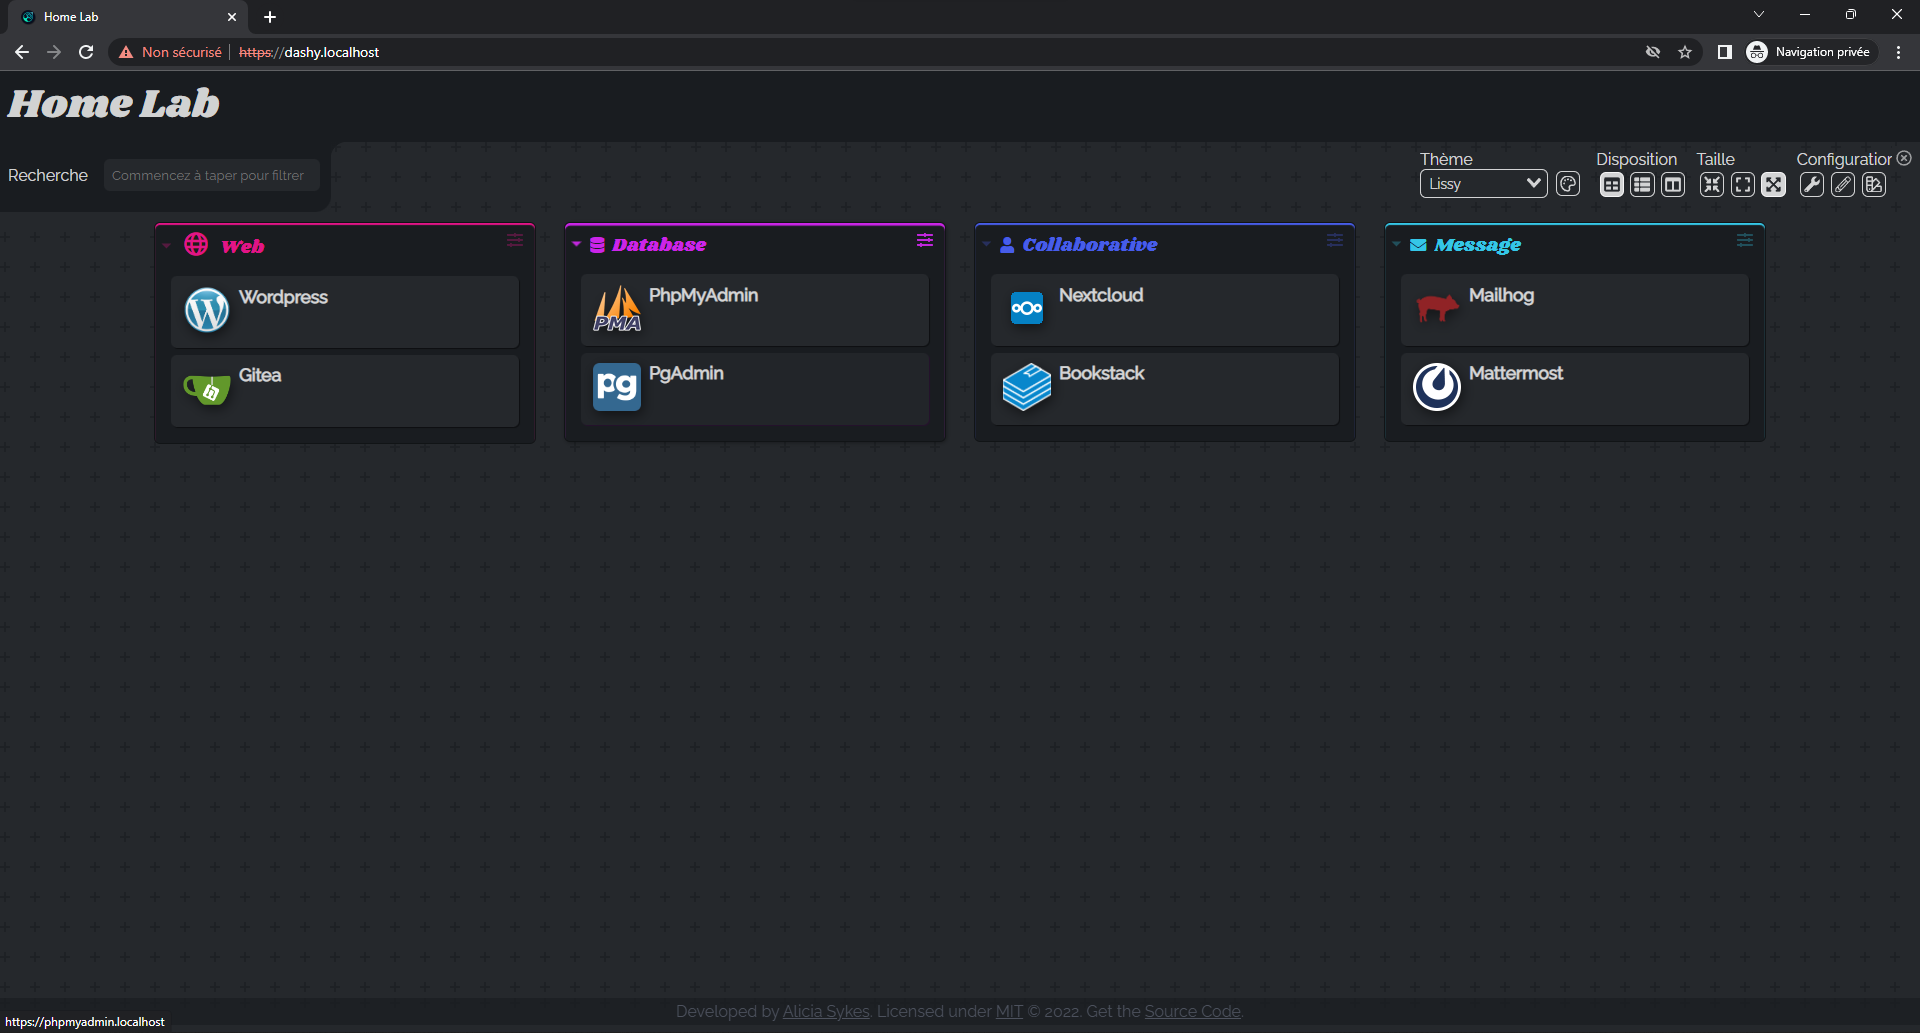 Home Lab
Non sécurisé
https://dashy.localhost
Navigation privée
Home Lab
Recherche
Commencez à taper pour filtrer
Thème
Lissy
Disposition
Taille
Configuration
Web
Wordpress
Gitea
Database
PhpMyAdmin
PMA
PgAdmin
pg
Collaborative
Nextcloud
Bookstack
Message
Mailhog
Mattermost
Developed by Alicia Sykes. Licensed under MIT © 2022. Get the Source Code.
https://phpmyadmin.localhost